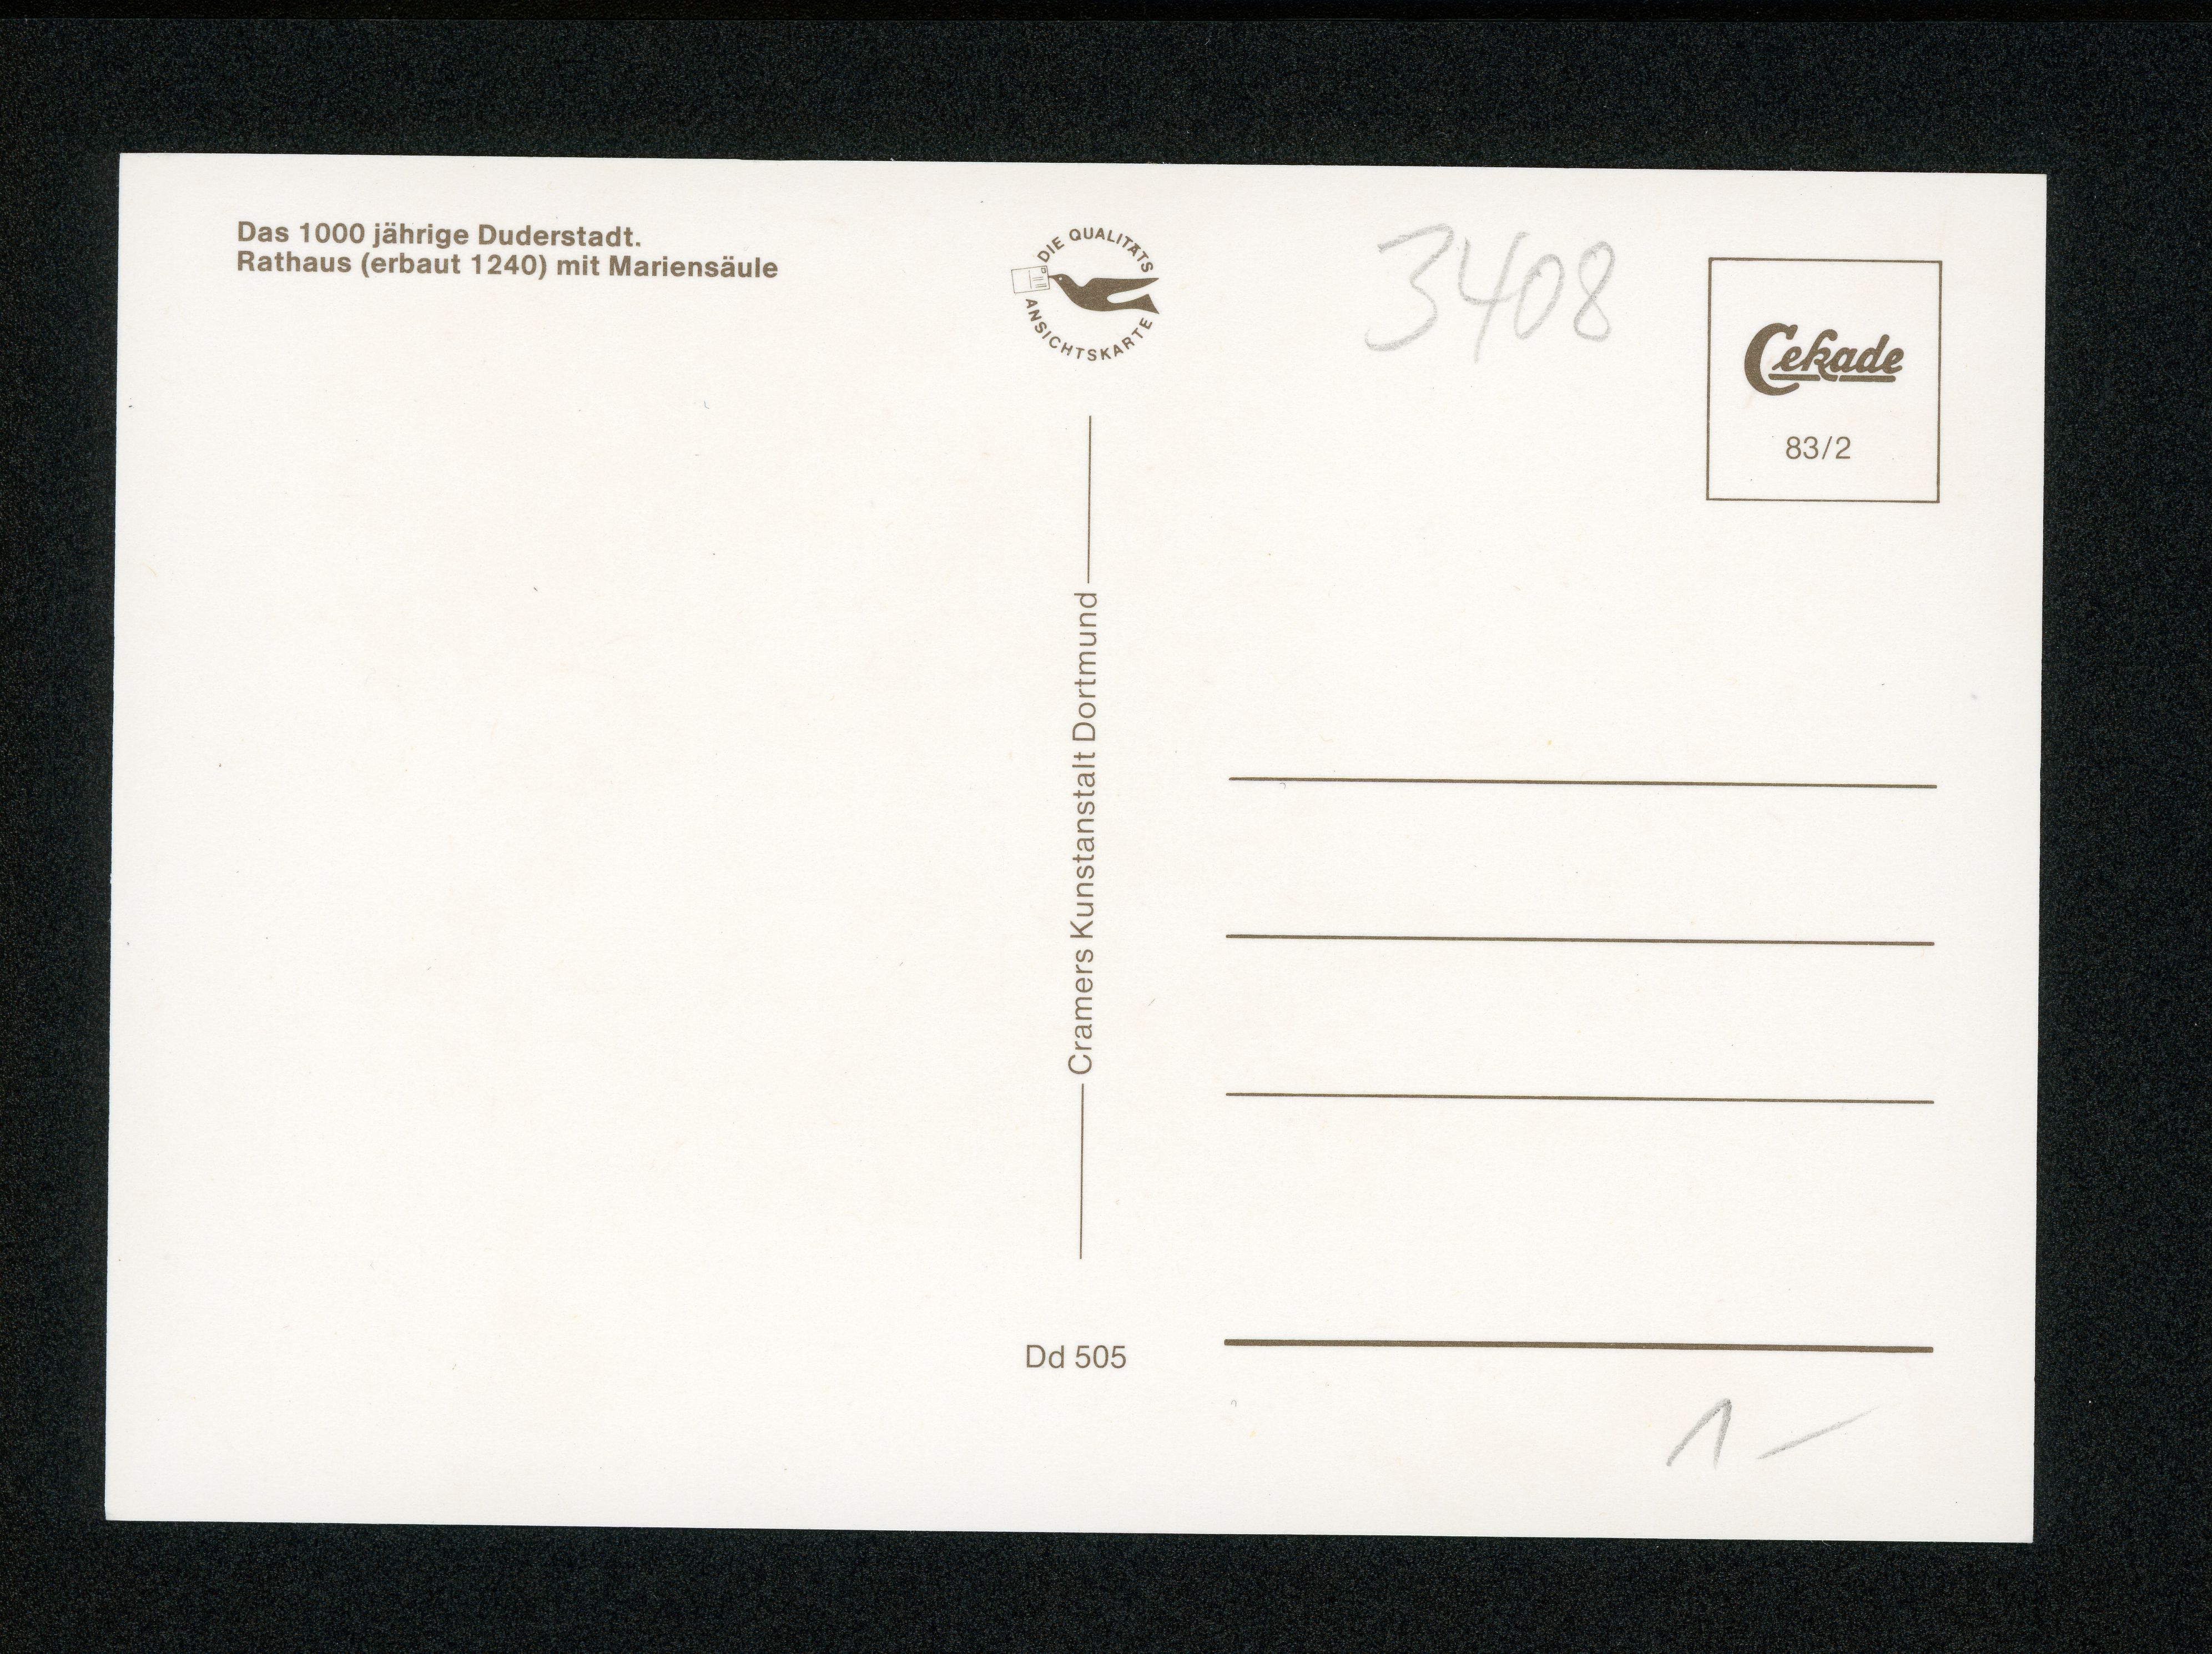 Das 1000 jährige Duderstadt.
Rathaus (erbaut 1240) mit Mariensäule
DIE QUALITÄTS
ANSICHTSKARTE
3408
Cekade
83/2
Cramers Kunstanstalt Dortmund
Dd 505
1 –